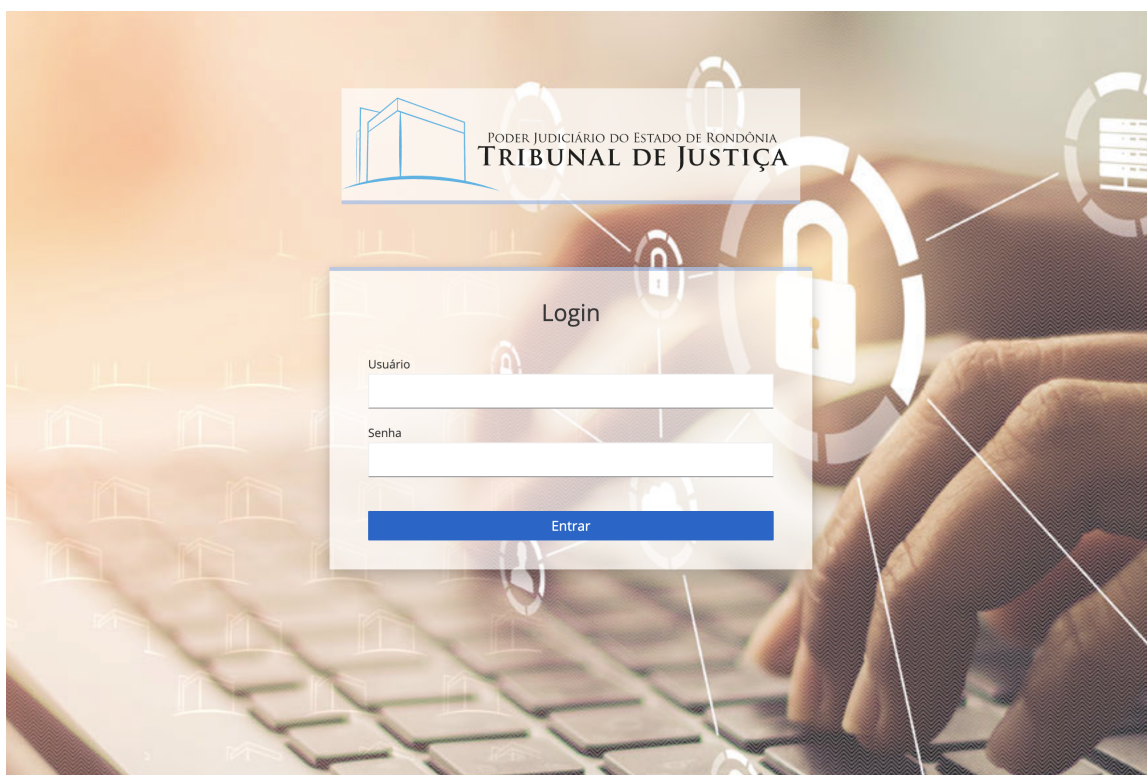 Poder Judiciário do Estado de Rondônia
Tribunal de Justiça
Login
Usuário
Senha
Entrar